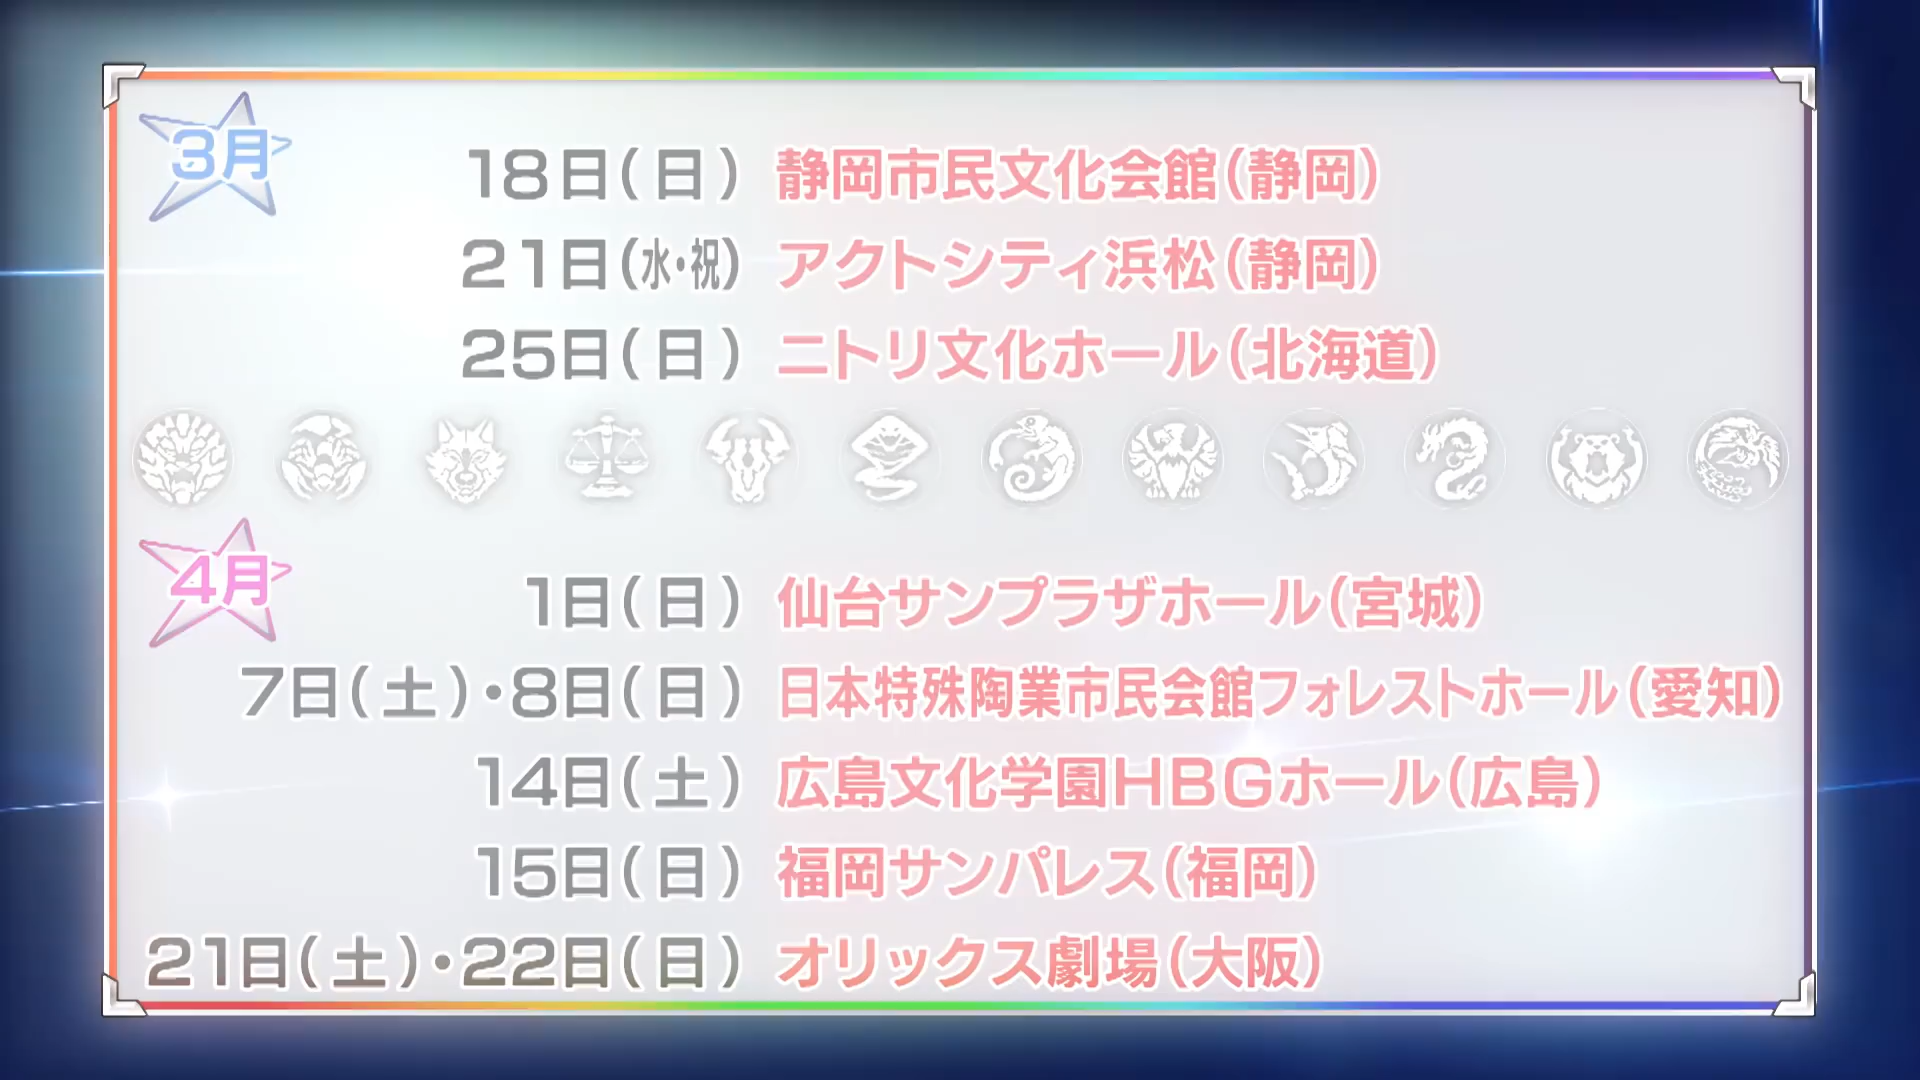 3月
18日(日) 静岡市民文化会館(静岡)
21日(水・祝) アクトシティ浜松(静岡)
25日(日) ニトリ文化ホール(北海道)
4月
1日(日) 仙台サンプラザホール(宮城)
7日(土)・8日(日) 日本特殊陶業市民会館フォレストホール(愛知)
14日(土) 広島文化学園HBGホール(広島)
15日(日) 福岡サンパレス(福岡)
21日(土)・22日(日) オリックス劇場(大阪)